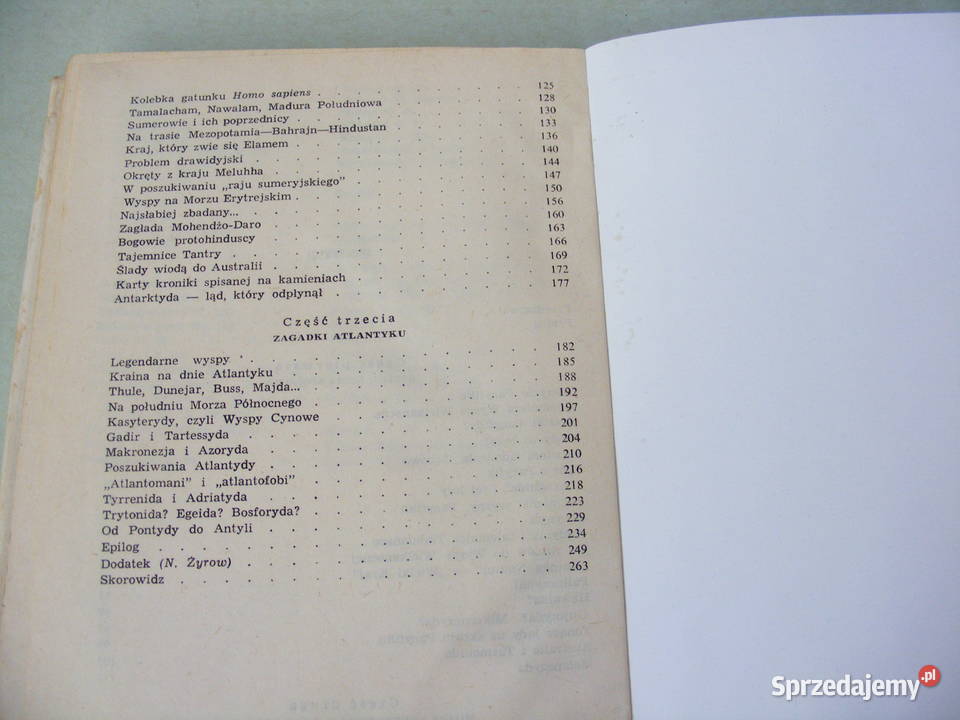 Kolebka gatunku Homo sapiens . . . . . . . . 125
Tamalacham, Nawalam, Madura Południowa . . . . . . 128
Sumerowie i ich poprzednicy . . . . . . . . 130
Na trasie Mezopotamia—Bahrajn—Hindustan . . . . . . 133
Kraj, który zwie się Elamem . . . . . . . . 136
Problem drawidyjski . . . . . . . . . . 140
Okręty z kraju Meluhha . . . . . . . . . 144
W poszukiwaniu „raju sumeryjskiego” . . . . . . . 147
Wyspy na Morzu Erytrejskim . . . . . . . . . 150
Najsłabiej zbadany... . . . . . . . . . . 156
Zagłada Mohendżo-Daro . . . . . . . . . . 160
Bogowie protohinduscy . . . . . . . . . . 163
Tajemnice Tantry . . . . . . . . . . . 166
Ślady wiodą do Australii . . . . . . . . . 169
Karty kroniki spisanej na kamieniach . . . . . . . 172
Antarktyda — ląd, który odpłynął . . . . . . . . 177
Część trzecia
ZAGADKI ATLANTYKU
Legendarne wyspy . . . . . . . . . . . 182
Kraina na dnie Atlantyku . . . . . . . . . 185
Thule, Dunejar, Buss, Majda... . . . . . . . . 188
Na południu Morza Północnego . . . . . . . . 192
Kasyterydy, czyli Wyspy Cynowe . . . . . . . . 197
Gadir i Tartessyda . . . . . . . . . . . 201
Makronezja i Azoryda . . . . . . . . . . 204
Poszukiwania Atlantydy . . . . . . . . . . 210
„Atlantomani” i „atlantofobi” . . . . . . . . 216
Tyrrenida i Adriatyda . . . . . . . . . . 218
Trytonida? Egeida? Bosforyda? . . . . . . . . 223
Od Pontydy do Antyli . . . . . . . . . . 229
Epilog . . . . . . . . . . . . . 234
Dodatek (N. Żyrow) . . . . . . . . . . . 249
Skorowidz . . . . . . . . . . . . . 263
Sprzedajemy.pl